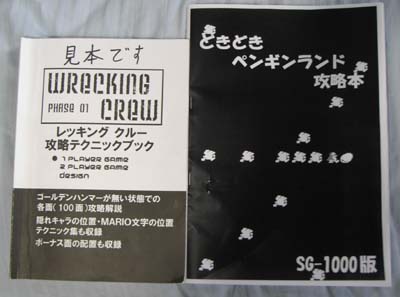 見本です
WRECKING
PHASE 01 CREW
レッキング クルー
攻略テクニックブック
● 1 PLAYER GAME
2 PLAYER GAME
DESIGN
ゴールデンハンマーが無い状態での
各面(100面)攻略解説
隠れキャラの位置・MARIO文字の位置
テクニック集も収録
ボーナス面の配置も収録
どきどき
ペンギンランド
攻略本
SG-1000版